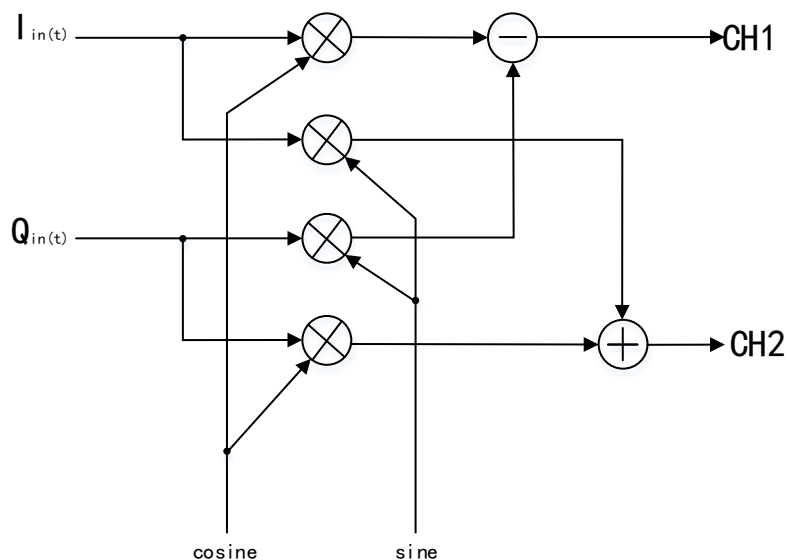 I in(t)
CH1
Q in(t)
CH2
cosine
sine